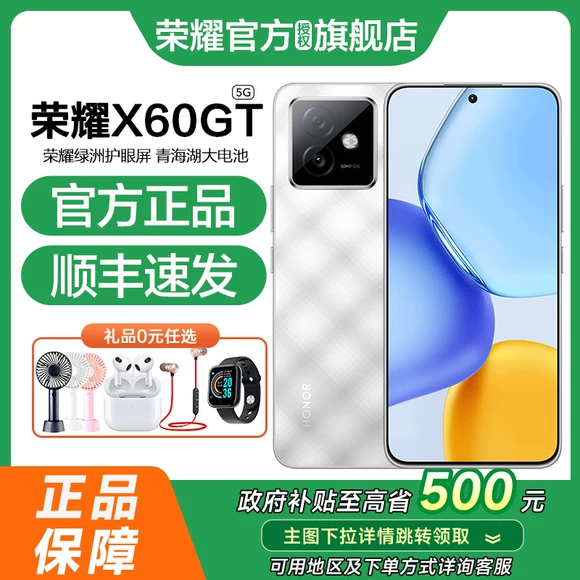 荣耀官方授权旗舰店
5G
荣耀X60GT
荣耀绿洲护眼屏 青海湖大电池
官方正品
顺丰速发
礼品0元任选
50MP OIS
HONOR
正品
保障
政府补贴至高省500元
主图下拉详情跳转领取
可用地区及下单方式详询客服